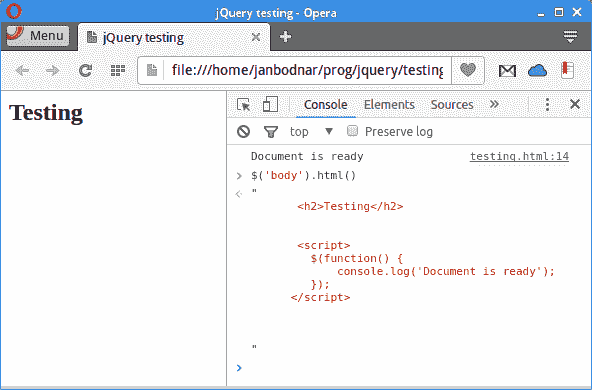 jQuery testing - Opera
Menu
jQuery testing
file:///home/janbodnar/prog/jquery/testing
Console Elements Sources »
top Preserve log
Document is ready testing.html:14
> $('body').html()
"
<h2>Testing</h2>
<script>
$(function() {
console.log('Document is ready');
});
</script>
"
>
Testing